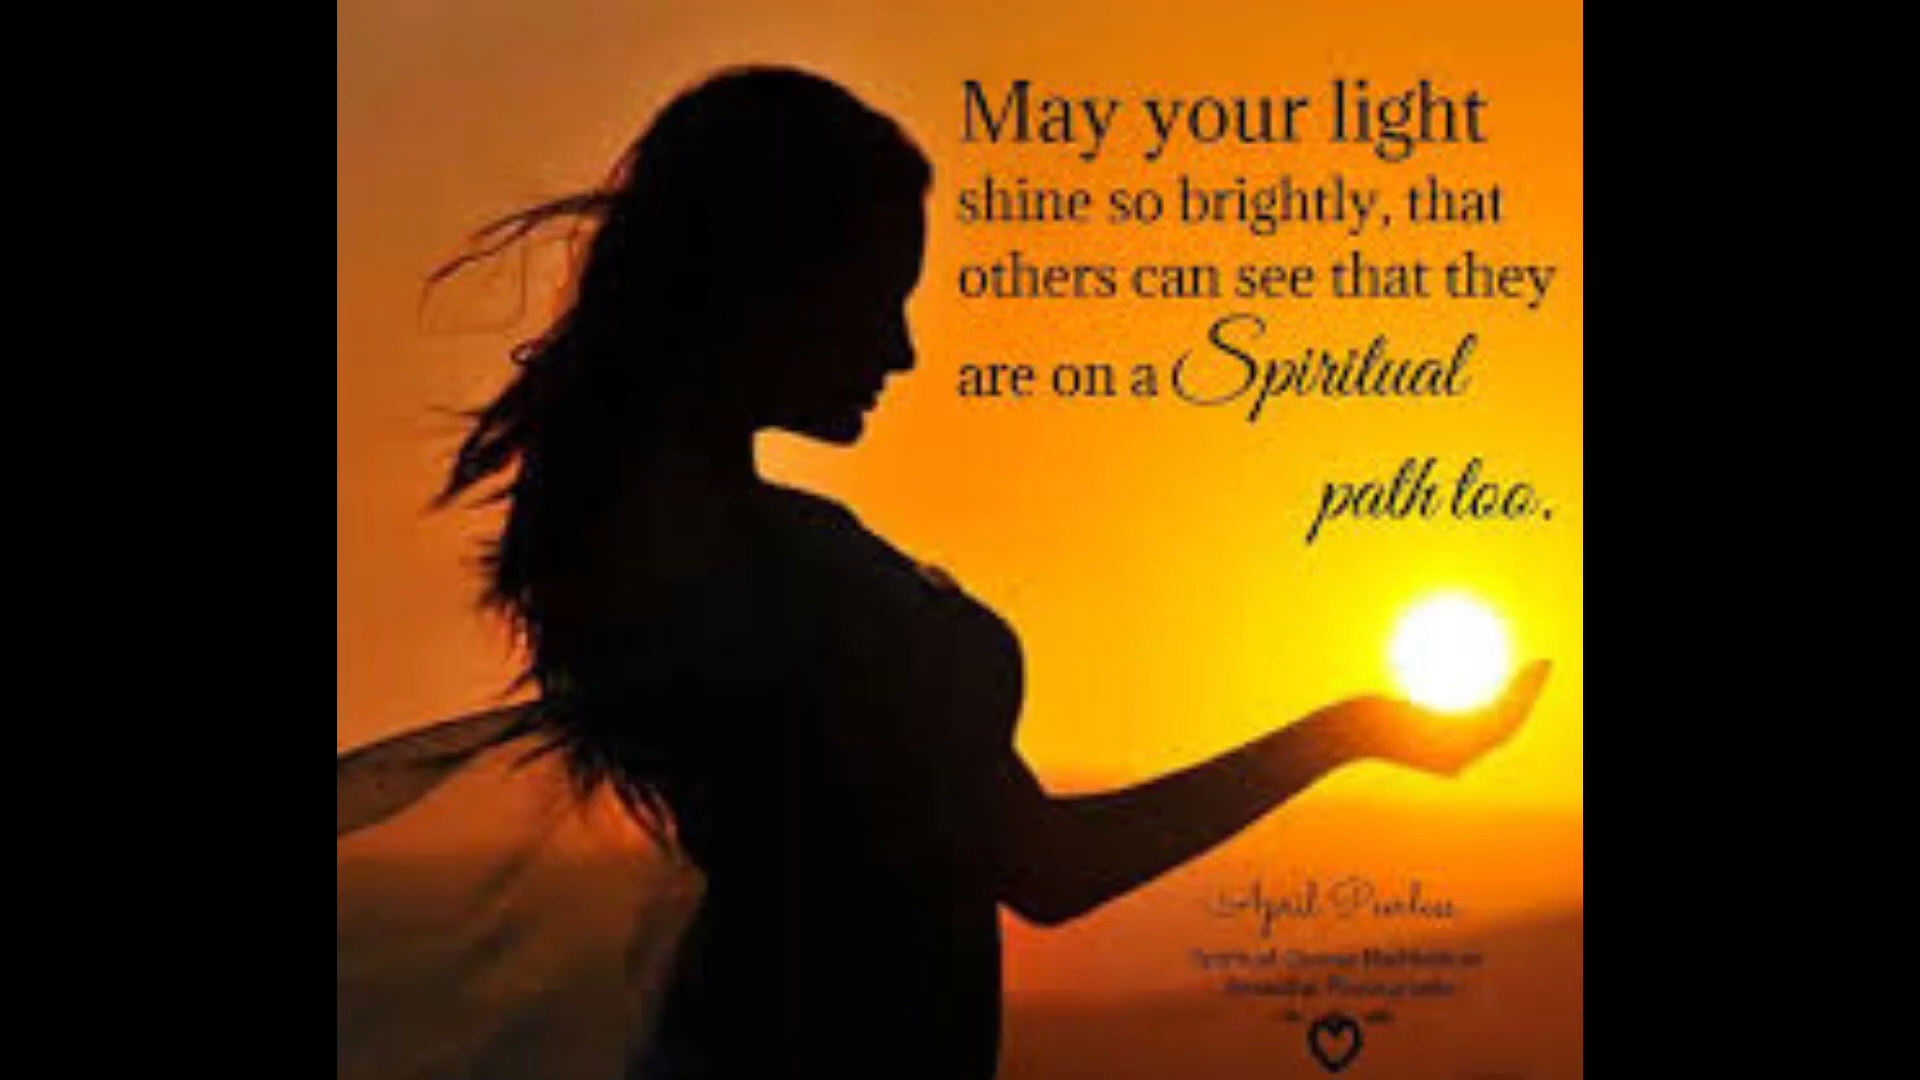 May your light
shine so brightly, that
others can see that they
are on a Spiritual
path too.
April Peerless